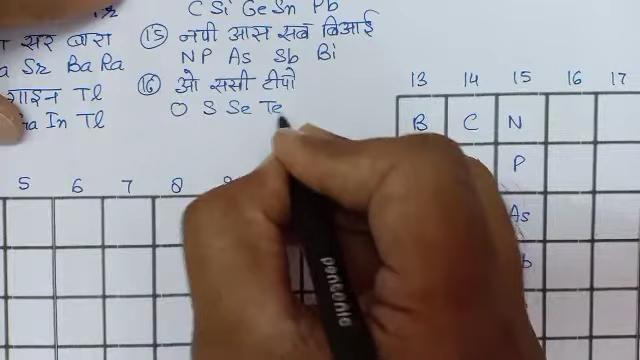 C Si Ge Sn Pb
सर बारा
Sr Ba Ra
गाइन Tl
Ga In Tl
(15) नपी आस सब बिआई
N P As Sb Bi
(16) ओ ससी टीपो
O S Se Te
13 14 15 16 17
B C N
P
As
5 6 7 8
pentonic